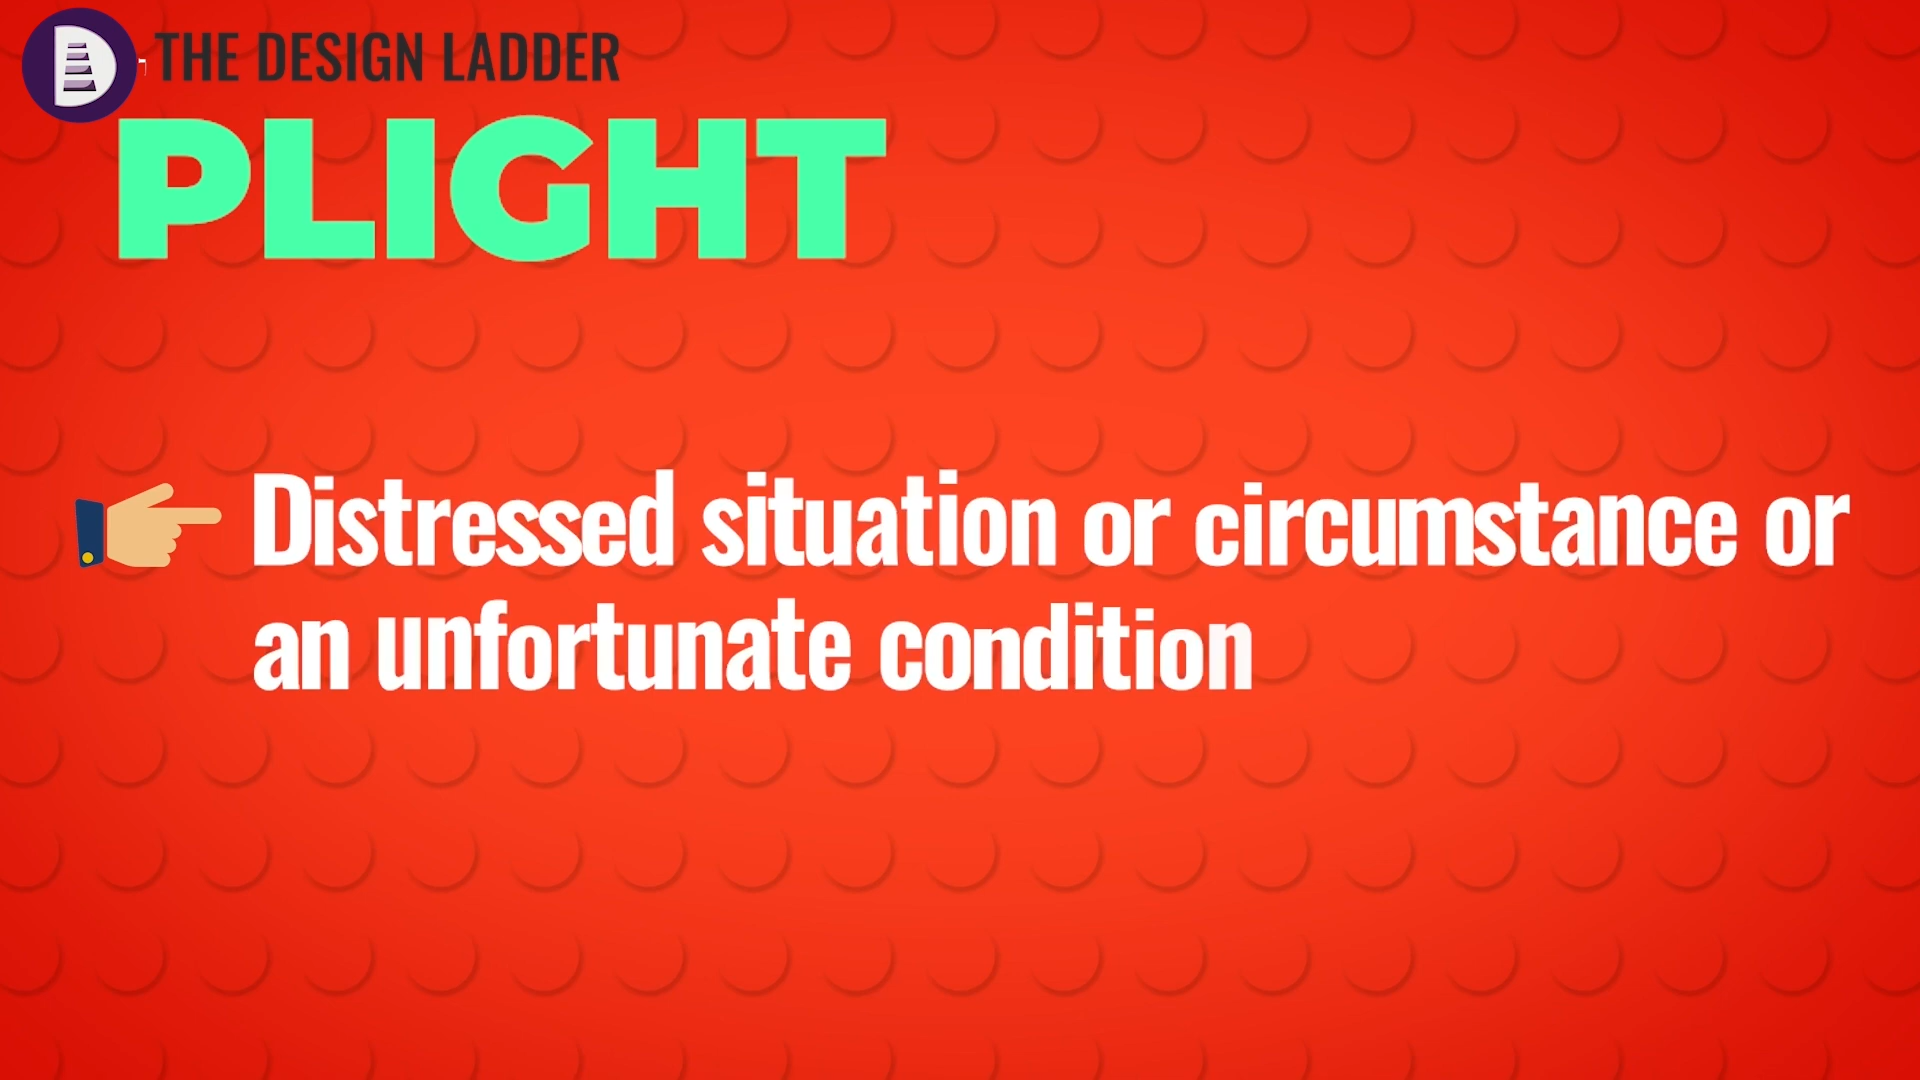 THE DESIGN LADDER
PLIGHT
Distressed situation or circumstance or
an unfortunate condition